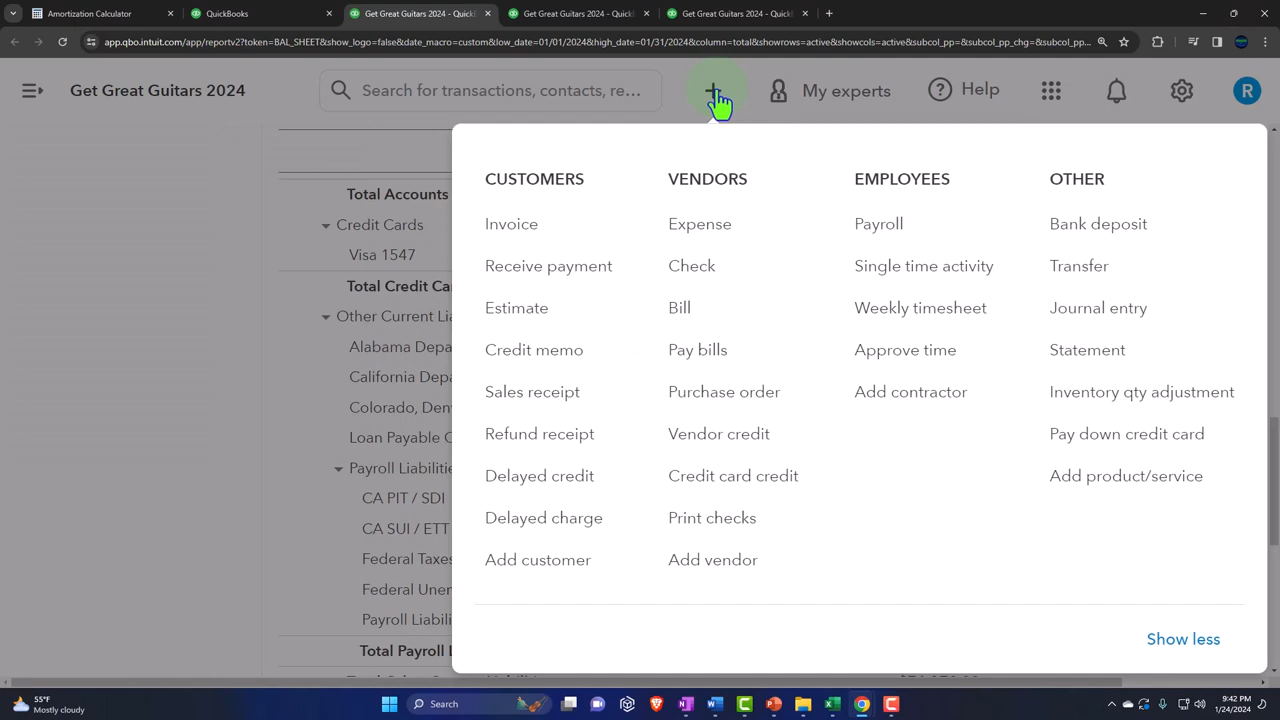 Amortization Calculator
QuickBooks
Get Great Guitars 2024 - QuickB
Get Great Guitars 2024 - QuickB
Get Great Guitars 2024 - QuickB
app.qbo.intuit.com/app/reportv2?token=BAL_SHEET&show_logo=false&date_macro=custom&low_date=01/01/2024&high_date=01/31/2024&column=total&showrows=active&subcol_pp=&subcol_pp_chg=&subcol_pp...
Get Great Guitars 2024
Search for transactions, contacts, re...
My experts
Help
R
CUSTOMERS
Invoice
Receive payment
Estimate
Credit memo
Sales receipt
Refund receipt
Delayed credit
Delayed charge
Add customer
VENDORS
Expense
Check
Bill
Pay bills
Purchase order
Vendor credit
Credit card credit
Print checks
Add vendor
EMPLOYEES
Payroll
Single time activity
Weekly timesheet
Approve time
Add contractor
OTHER
Bank deposit
Transfer
Journal entry
Statement
Inventory qty adjustment
Pay down credit card
Add product/service
Show less
Total Accounts
Credit Cards
Visa 1547
Total Credit Ca
Other Current Lia
Alabama Depa
California Depa
Colorado, Denv
Loan Payable C
Payroll Liabilitie
CA PIT / SDI
CA SUI / ETT
Federal Taxes
Federal Unem
Payroll Liabili
Total Payroll L
55°F
Mostly cloudy
Search
9:42 PM
1/24/2024